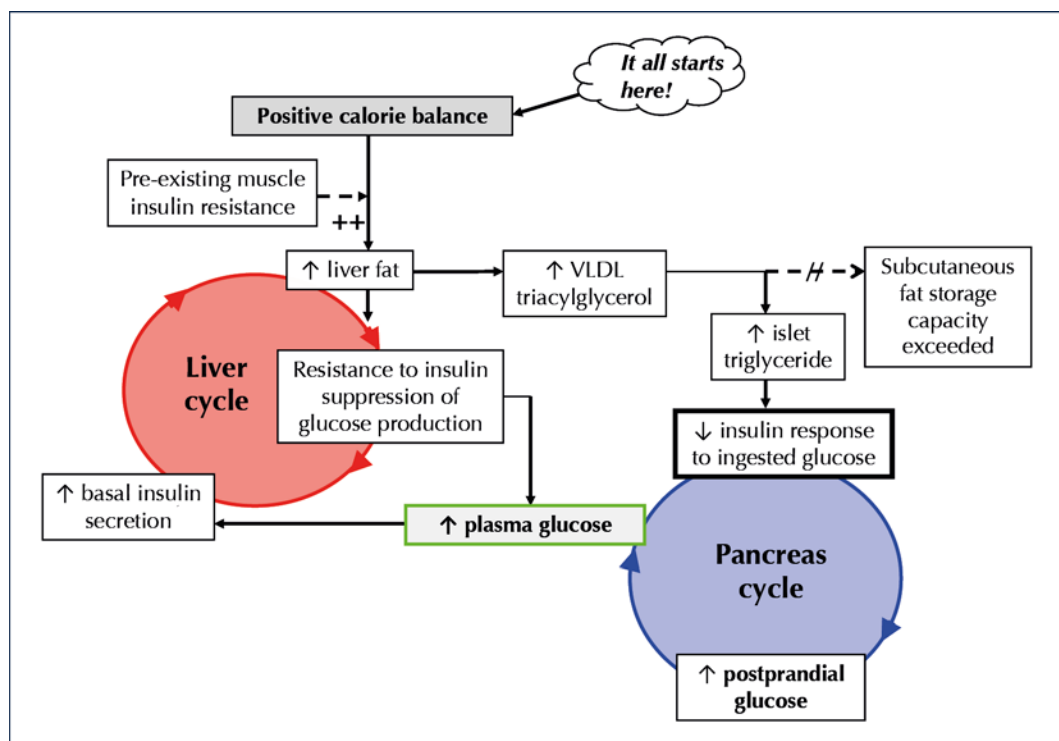 It all starts
here!
Positive calorie balance
Pre-existing muscle
insulin resistance
++
↑ liver fat
↑ VLDL
triacylglycerol
Subcutaneous
fat storage
capacity
exceeded
↑ islet
triglyceride
Liver
cycle
Resistance to insulin
suppression of
glucose production
↓ insulin response
to ingested glucose
↑ basal insulin
secretion
↑ plasma glucose
Pancreas
cycle
↑ postprandial
glucose